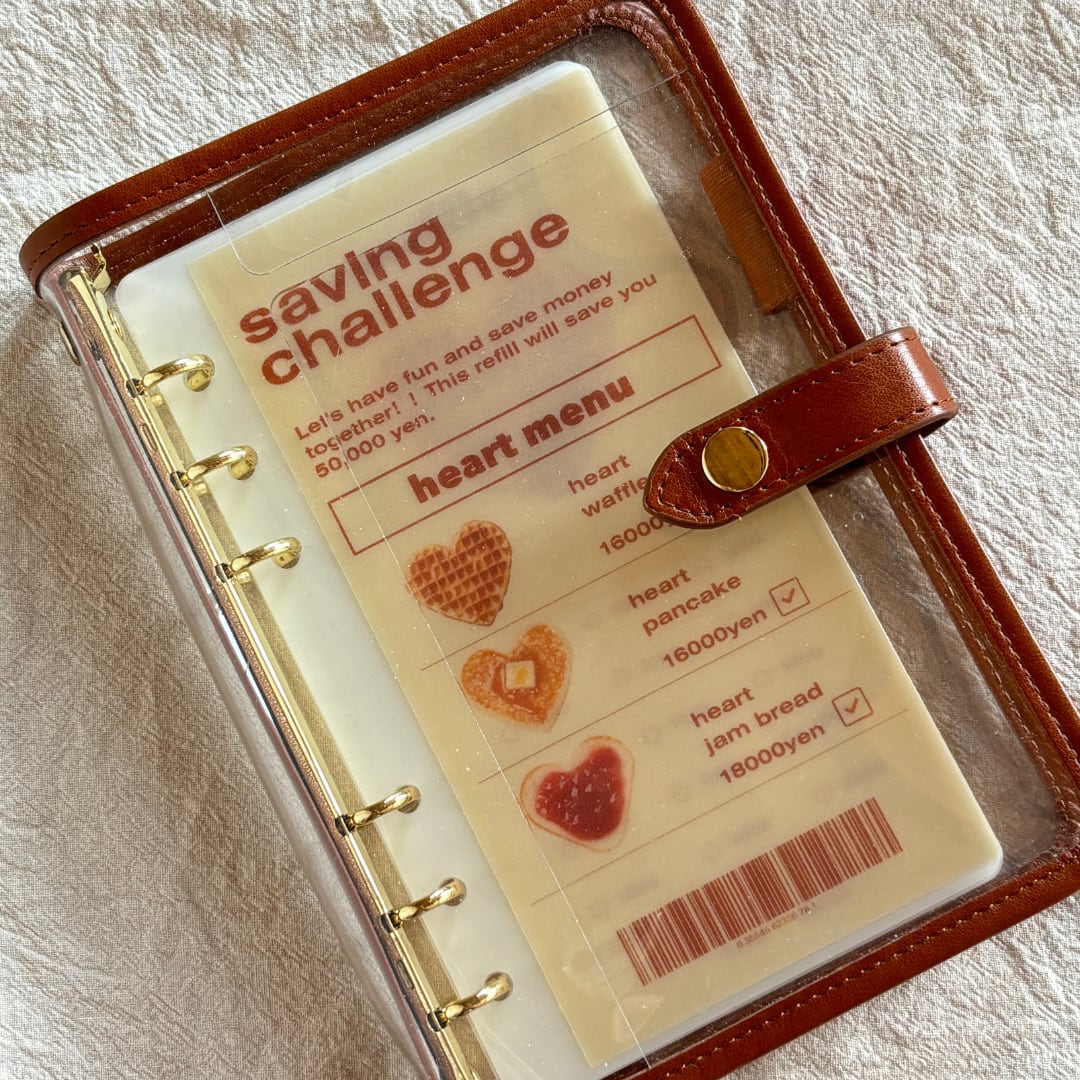 saving
challenge
Let's have fun and save money
together! ! This refill will save you
50,000 yen.
heart menu
heart
waffle
16000
heart
pancake
16000yen
heart
jam bread
18000yen